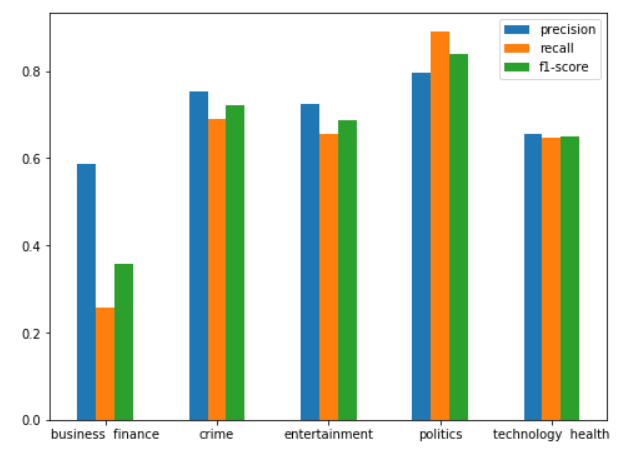 precision
recall
f1-score
0.8
0.6
0.4
0.2
0.0
business finance
crime
entertainment
politics
technology health